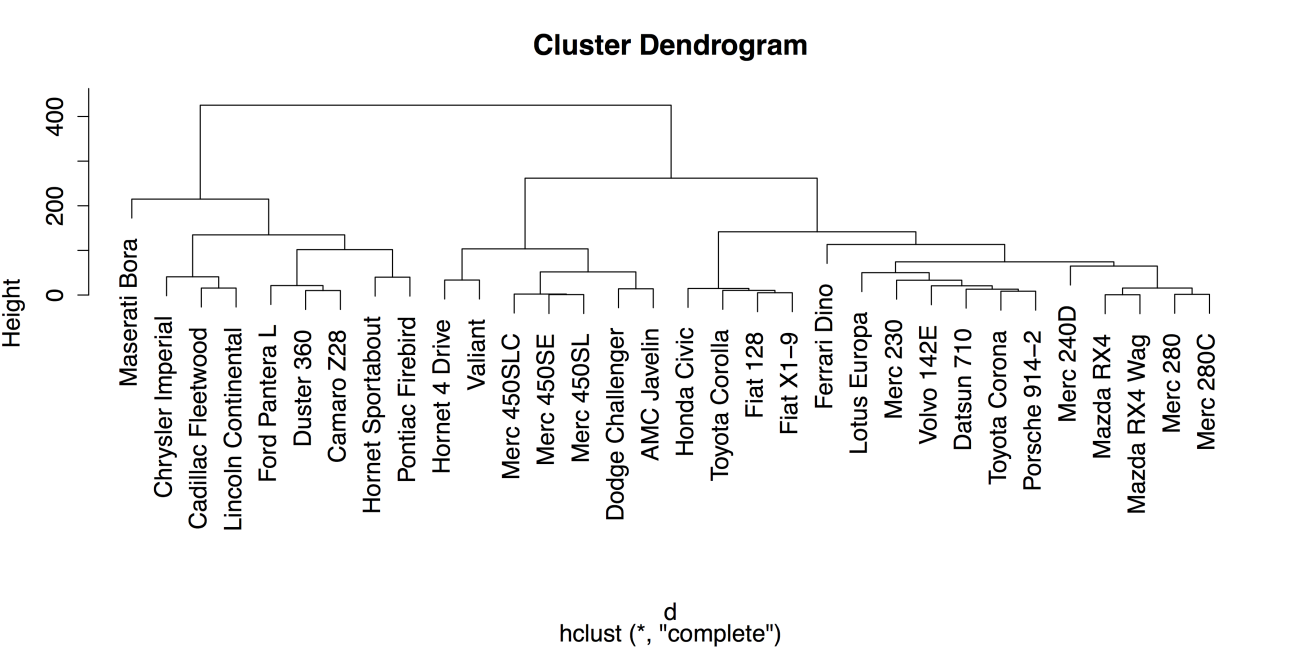 Cluster Dendrogram
Height
400
200
0
Maserati Bora
Chrysler Imperial
Cadillac Fleetwood
Lincoln Continental
Ford Pantera L
Duster 360
Camaro Z28
Hornet Sportabout
Pontiac Firebird
Hornet 4 Drive
Valiant
Merc 450SLC
Merc 450SE
Merc 450SL
Dodge Challenger
AMC Javelin
Honda Civic
Toyota Corolla
Fiat 128
Fiat X1−9
Ferrari Dino
Lotus Europa
Merc 230
Volvo 142E
Datsun 710
Toyota Corona
Porsche 914−2
Merc 240D
Mazda RX4
Mazda RX4 Wag
Merc 280
Merc 280C
d
hclust (*, "complete")